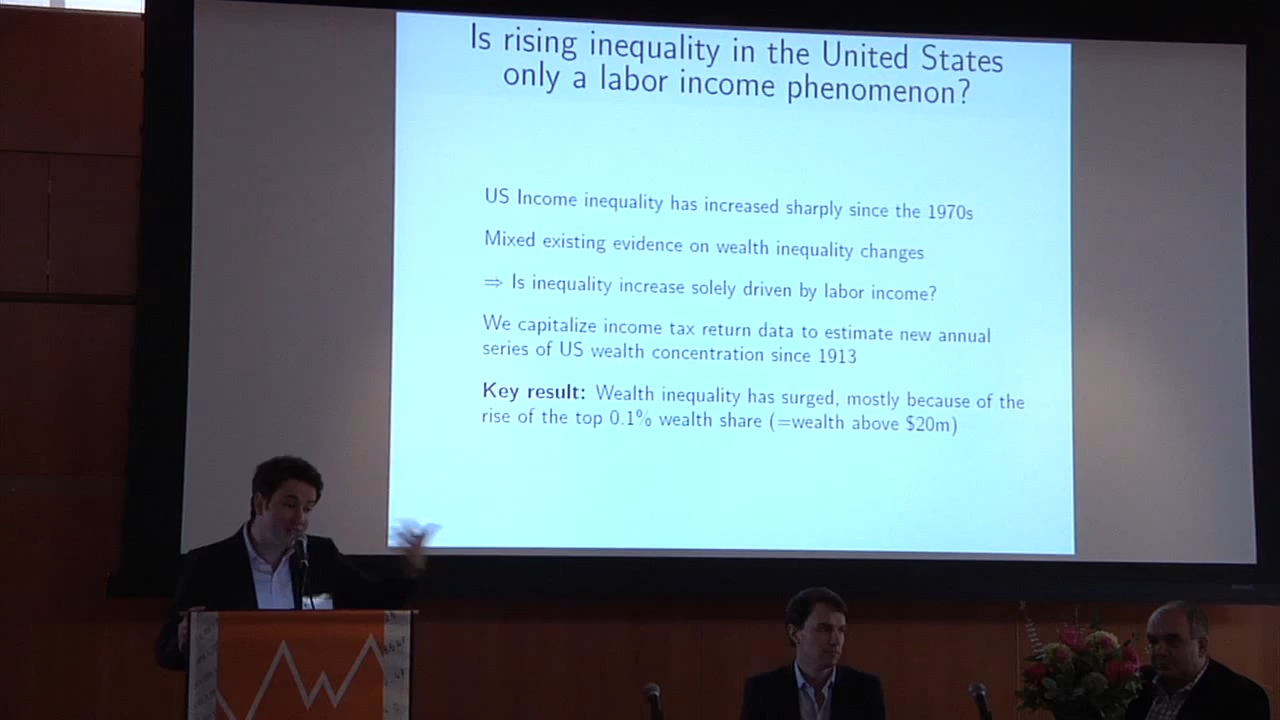 Is rising inequality in the United States
only a labor income phenomenon?
US Income inequality has increased sharply since the 1970s
Mixed existing evidence on wealth inequality changes
⇒ Is inequality increase solely driven by labor income?
We capitalize income tax return data to estimate new annual
series of US wealth concentration since 1913
Key result: Wealth inequality has surged, mostly because of the
rise of the top 0.1% wealth share (=wealth above $20m)